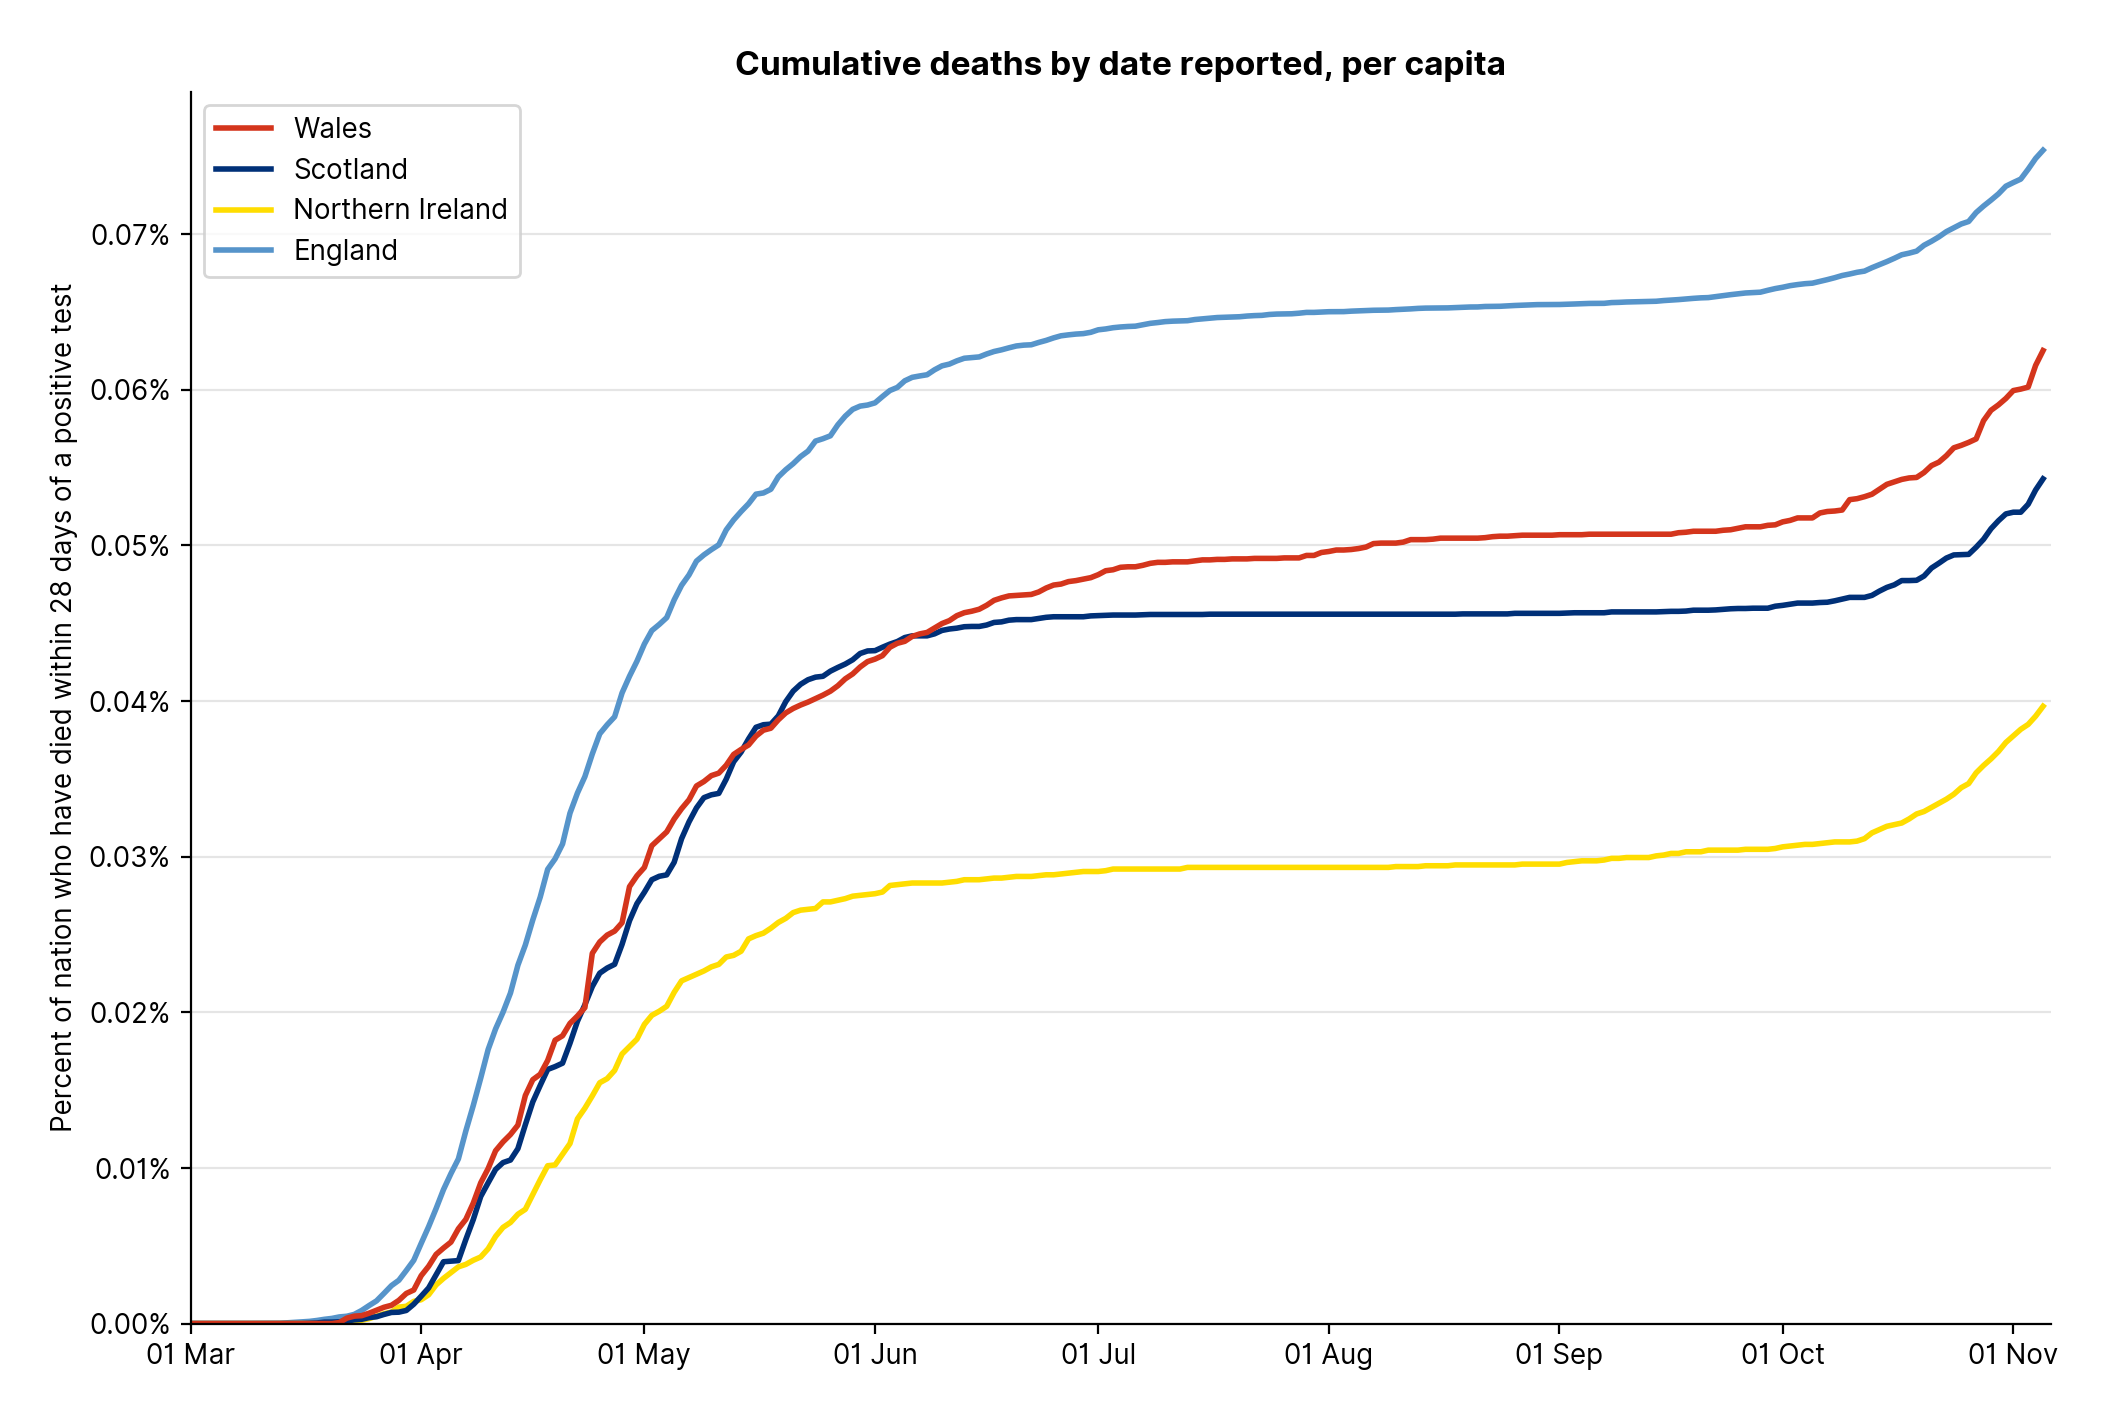 Cumulative deaths by date reported, per capita
Wales
Scotland
Northern Ireland
England
Percent of nation who have died within 28 days of a positive test
0.07%
0.06%
0.05%
0.04%
0.03%
0.02%
0.01%
0.00%
01 Mar
01 Apr
01 May
01 Jun
01 Jul
01 Aug
01 Sep
01 Oct
01 Nov